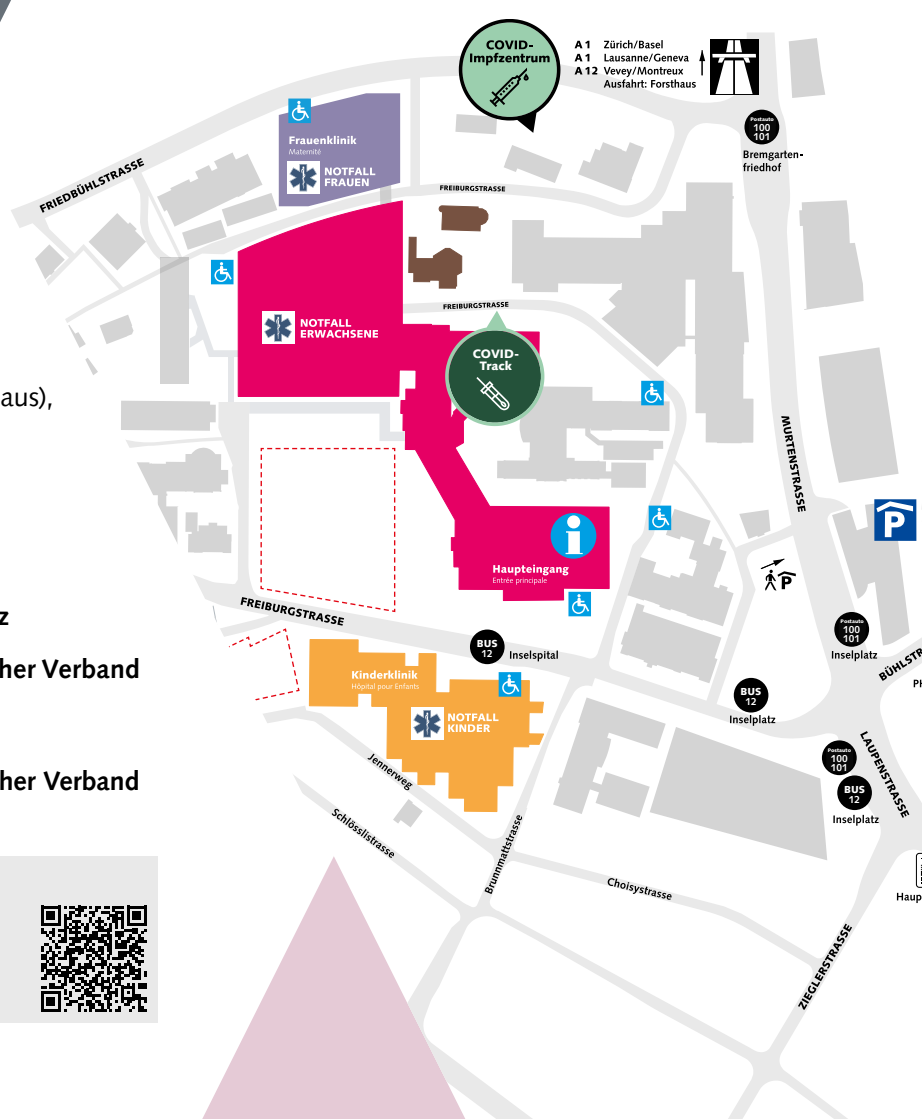 COVID-
Impfzentrum
A 1 Zürich/Basel
A 1 Lausanne/Geneva
A 12 Vevey/Montreux
Ausfahrt: Forsthaus
Postauto
100
101
Bremgarten-
friedhof
Frauenklinik
Maternité
NOTFALL
FRAUEN
FRIEDBÜHLSTRASSE
FREIBURGSTRASSE
NOTFALL
ERWACHSENE
FREIBURGSTRASSE
COVID-
Track
aus),
MURTENSTRASSE
P
i
Haupteingang
Entrée principale
P
FREIBURGSTRASSE
z
BUS
12
Inselspital
Postauto
100
101
Inselplatz
her Verband
Kinderklinik
Hôpital pour Enfants
NOTFALL
KINDER
BUS
12
Inselplatz
BÜHLSTR
PH
LAUPENSTRASSE
Postauto
100
101
BUS
12
Inselplatz
her Verband
Jennerweg
Schlösslistrasse
Brunnmattstrasse
Choisystrasse
Haup
ZIEGLERSTRASSE